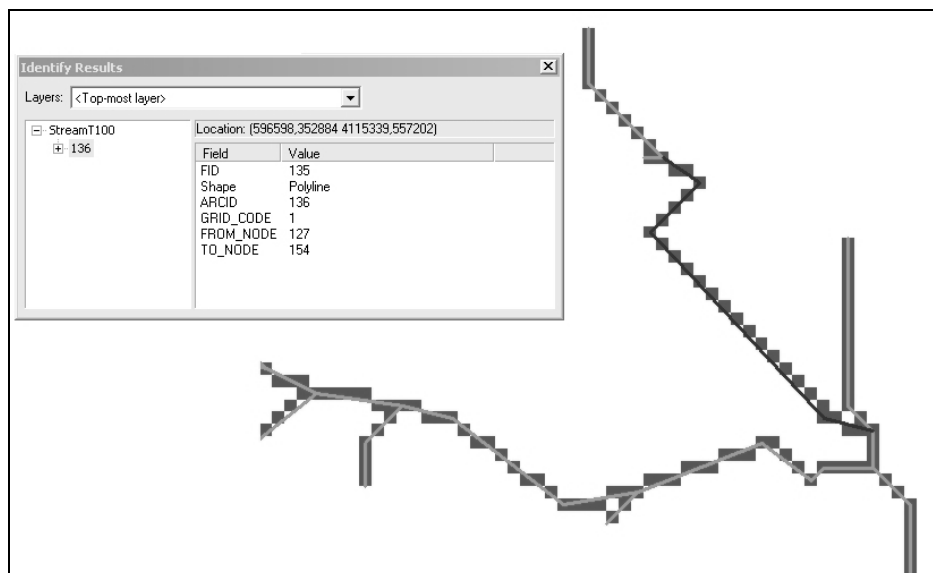 Identify Results
Layers: <Top-most layer>
StreamT100
136
Location: (596598,352884 4115339,557202)
Field Value
FID 135
Shape Polyline
ARCID 136
GRID_CODE 1
FROM_NODE 127
TO_NODE 154